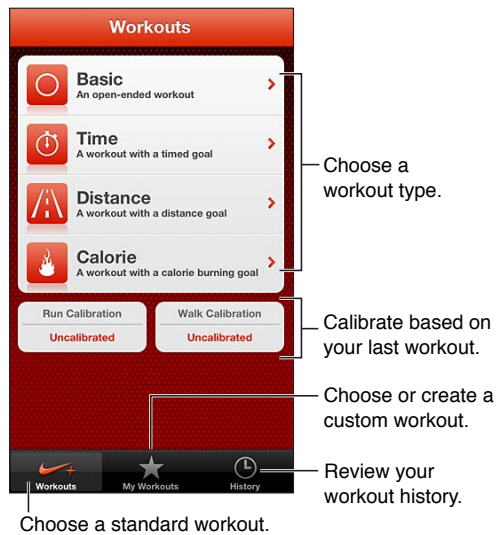 Workouts
Basic
An open-ended workout
Time
A workout with a timed goal
Distance
A workout with a distance goal
Calorie
A workout with a calorie burning goal
Choose a
workout type.
Run Calibration
Uncalibrated
Walk Calibration
Uncalibrated
Calibrate based on
your last workout.
Choose or create a
custom workout.
Workouts
My Workouts
History
Review your
workout history.
Choose a standard workout.